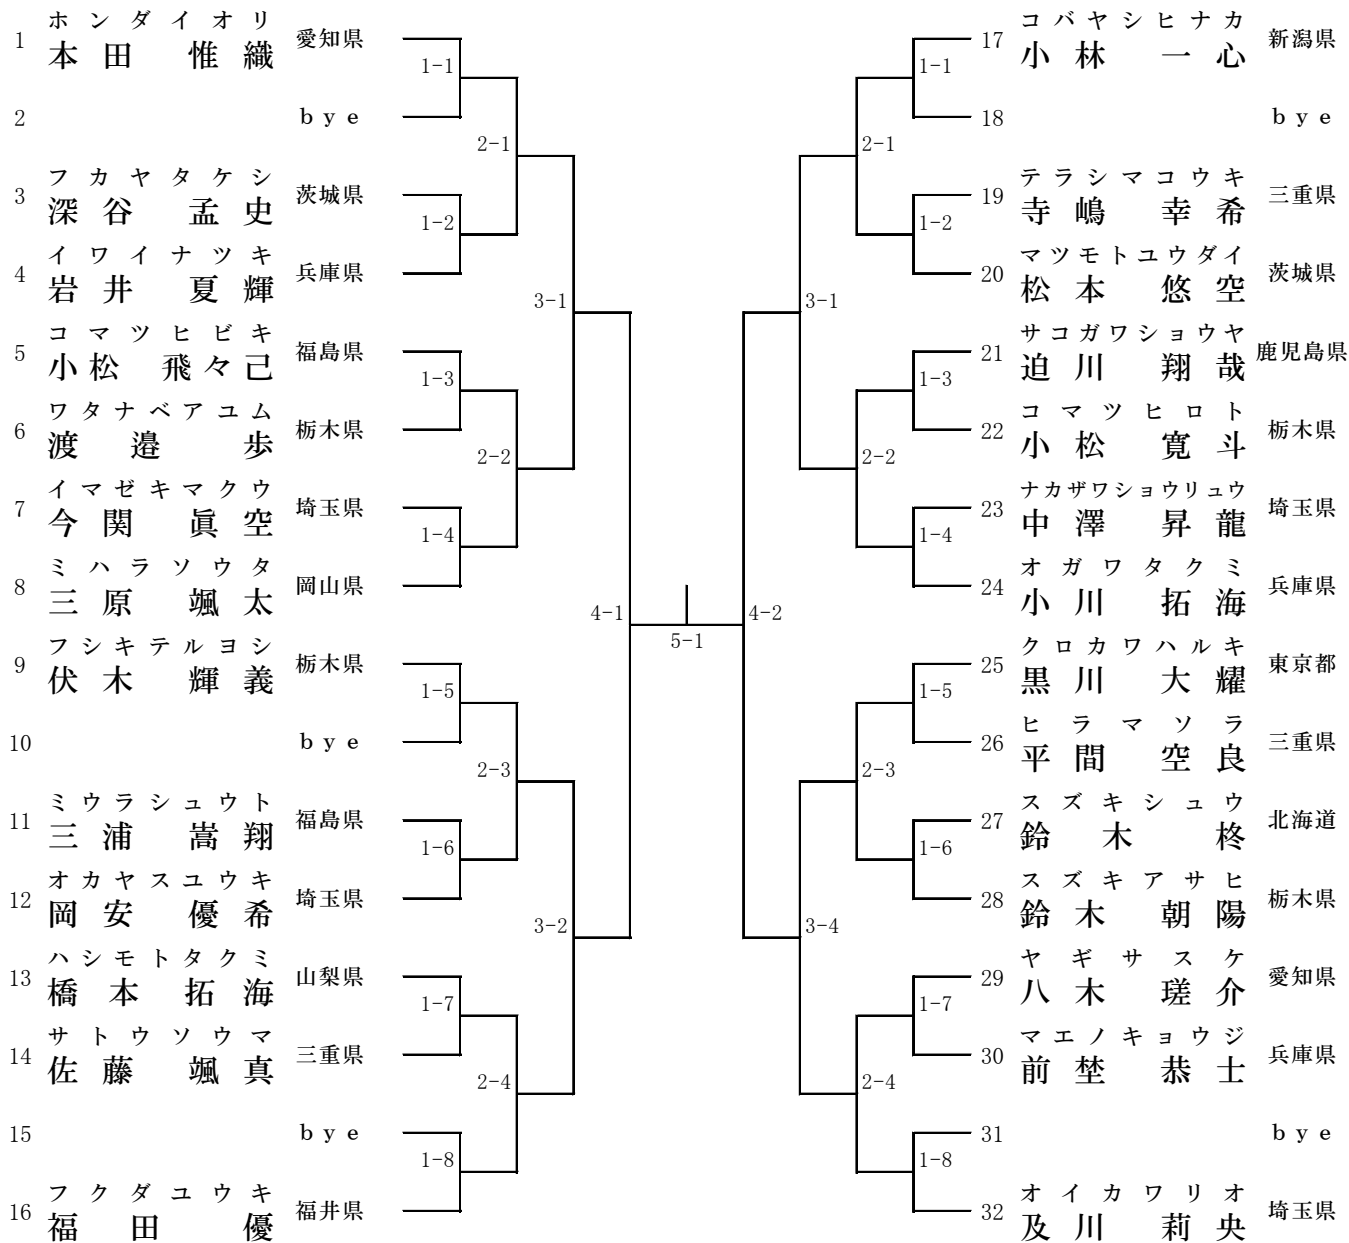 ホンダイオリ
1 本田 惟織 愛知県
2 bye
フカヤタケシ
3 深谷 孟史 茨城県
イワイナツキ
4 岩井 夏輝 兵庫県
コマツヒビキ
5 小松 飛々己 福島県
ワタナベアユム
6 渡邉 歩 栃木県
イマゼキマクウ
7 今関 眞空 埼玉県
ミハラソウタ
8 三原 颯太 岡山県
フシキテルヨシ
9 伏木 輝義 栃木県
10 bye
ミウラシュウト
11 三浦 嵩翔 福島県
オカヤスユウキ
12 岡安 優希 埼玉県
ハシモトタクミ
13 橋本 拓海 山梨県
サトウソウマ
14 佐藤 颯真 三重県
15 bye
フクダユウキ
16 福田 優 福井県
1-1
1-2
1-3
1-4
1-5
1-6
1-7
1-8
2-1
2-2
2-3
2-4
3-1
3-2
4-1
5-1
4-2
3-1
3-4
2-1
2-2
2-3
2-4
1-1
1-2
1-3
1-4
1-5
1-6
1-7
1-8
コバヤシヒナカ
17 小林 一心 新潟県
18 bye
テラシマコウキ
19 寺嶋 幸希 三重県
マツモトユウダイ
20 松本 悠空 茨城県
サコガワショウヤ
21 迫川 翔哉 鹿児島県
コマツヒロト
22 小松 寛斗 栃木県
ナカザワショウリュウ
23 中澤 昇龍 埼玉県
オガワタクミ
24 小川 拓海 兵庫県
クロカワハルキ
25 黒川 大耀 東京都
ヒラマソラ
26 平間 空良 三重県
スズキシュウ
27 鈴木 柊 北海道
スズキアサヒ
28 鈴木 朝陽 栃木県
ヤギサスケ
29 八木 瑳介 愛知県
マエノキョウジ
30 前埜 恭士 兵庫県
31 bye
オイカワリオ
32 及川 莉央 埼玉県